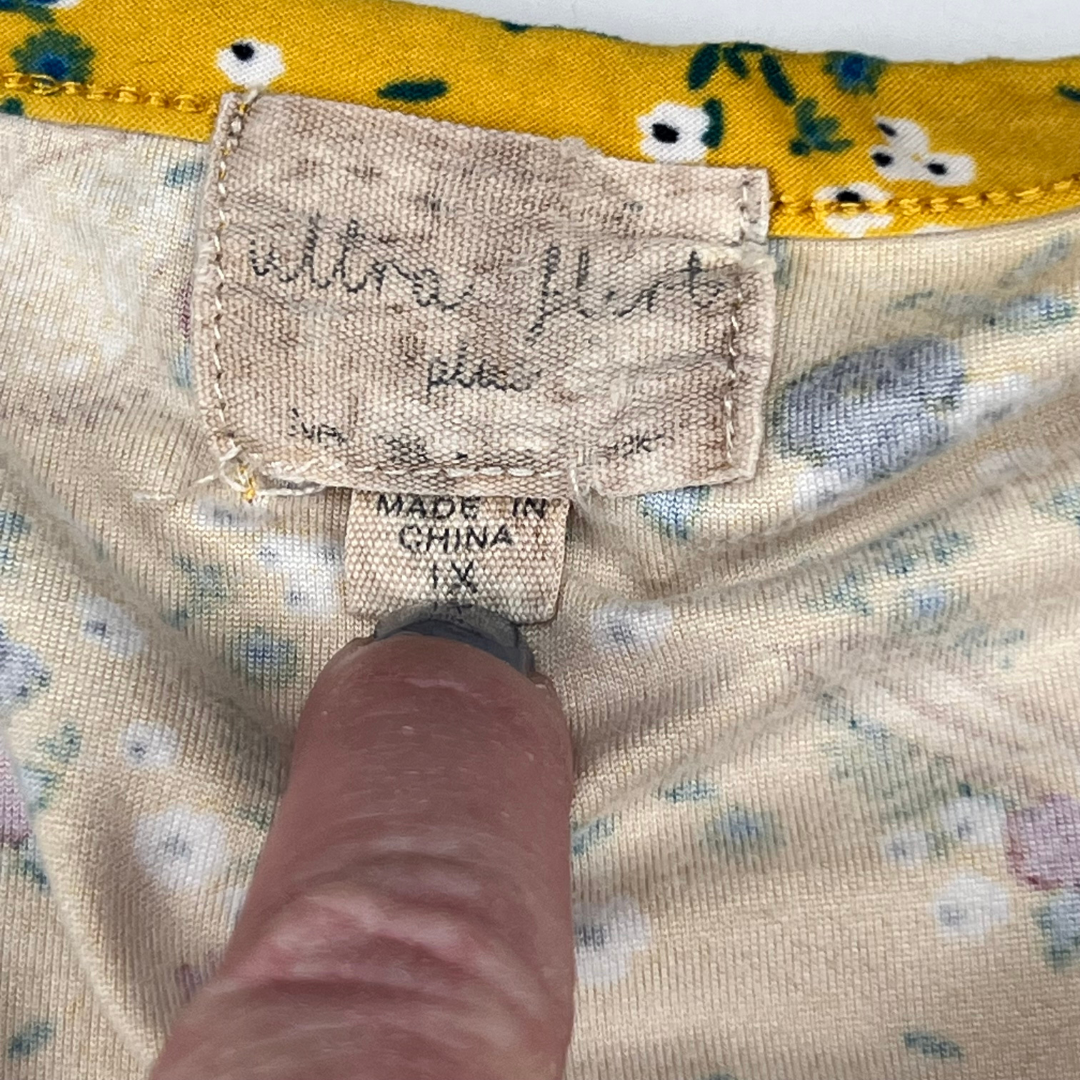 ultra flirt
plus
MADE IN
CHINA
1X